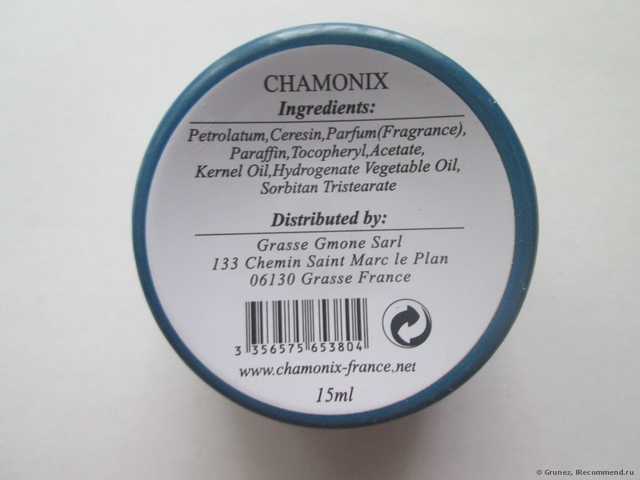 CHAMONIX
Ingredients:
Petrolatum,Ceresin,Parfum(Fragrance),
Paraffin,Tocopheryl,Acetate,
Kernel Oil,Hydrogenate Vegetable Oil,
Sorbitan Tristearate
Distributed by:
Grasse Gmone Sarl
133 Chemin Saint Marc le Plan
06130 Grasse France
3 356575 653804
www.chamonix-france.net
15ml
© Grunez, IRecommend.ru